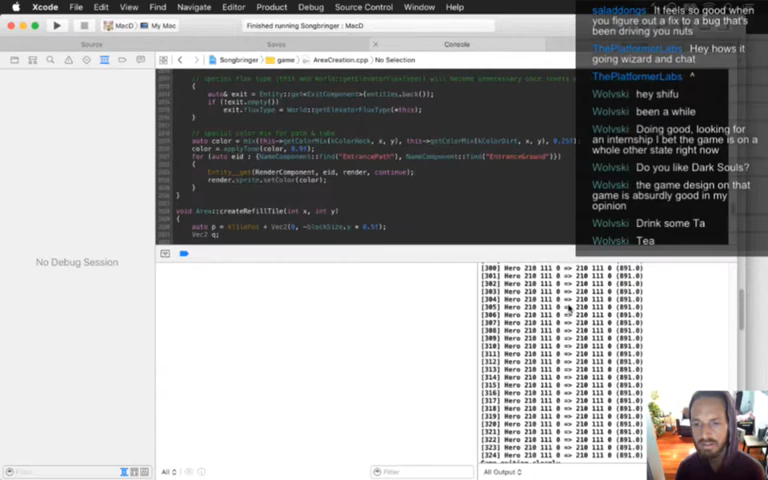 Xcode File Edit View Find Navigate Editor Product Debug Source Control Window Help
MacD My Mac
Finished running Songbringer : MacD
Source
Saves
Console
Songbringer game AreaCreation.cpp No Selection
{
auto& exit = Entity::get<ExitComponent>(entities.back());
if (!exit.empty())
exit.fluxType = World::getElevatorFluxType(*this);
}
// special color mix for path & tube
color = applyTone(color, 0.9f);
for (auto eid : {NameComponent::find("EntrancePath"), NameComponent::find("EntranceGround")})
{
Entity__get(RenderComponent, eid, render, continue);
render.sprite.setColor(color);
}
}
void Area::createRefillTile(int x, int y)
{
Vec2 q;
saladdongs It feels so good when
you figure out a fix to a bug that's
been driving you nuts
ThePlatformerLabs Hey hows it
going wizard and chat
ThePlatformerLabs ^
Wolvski hey shifu
Wolvski been a while
Wolvski Doing good, looking for
an internship I bet the game is on a
whole other state right now
Wolvski Do you like Dark Souls?
Wolvski the game design on that
game is absurdly good in my
opinion
Wolvski Drink some Ta
Wolvski Tea
No Debug Session
[300] Hero 210 111 0 => 210 111 0 (891.0)
[301] Hero 210 111 0 => 210 111 0 (891.0)
[302] Hero 210 111 0 => 210 111 0 (891.0)
[303] Hero 210 111 0 => 210 111 0 (891.0)
[304] Hero 210 111 0 => 210 111 0 (891.0)
[305] Hero 210 111 0 => 210 111 0 (891.0)
[306] Hero 210 111 0 => 210 111 0 (891.0)
[307] Hero 210 111 0 => 210 111 0 (891.0)
[308] Hero 210 111 0 => 210 111 0 (891.0)
[309] Hero 210 111 0 => 210 111 0 (891.0)
[310] Hero 210 111 0 => 210 111 0 (891.0)
[311] Hero 210 111 0 => 210 111 0 (891.0)
[312] Hero 210 111 0 => 210 111 0 (891.0)
[313] Hero 210 111 0 => 210 111 0 (891.0)
[314] Hero 210 111 0 => 210 111 0 (891.0)
[315] Hero 210 111 0 => 210 111 0 (891.0)
[316] Hero 210 111 0 => 210 111 0 (891.0)
[317] Hero 210 111 0 => 210 111 0 (891.0)
[318] Hero 210 111 0 => 210 111 0 (891.0)
[319] Hero 210 111 0 => 210 111 0 (891.0)
[320] Hero 210 111 0 => 210 111 0 (891.0)
[321] Hero 210 111 0 => 210 111 0 (891.0)
[322] Hero 210 111 0 => 210 111 0 (891.0)
[323] Hero 210 111 0 => 210 111 0 (891.0)
[324] Hero 210 111 0 => 210 111 0 (891.0)
All
Filter
All Output